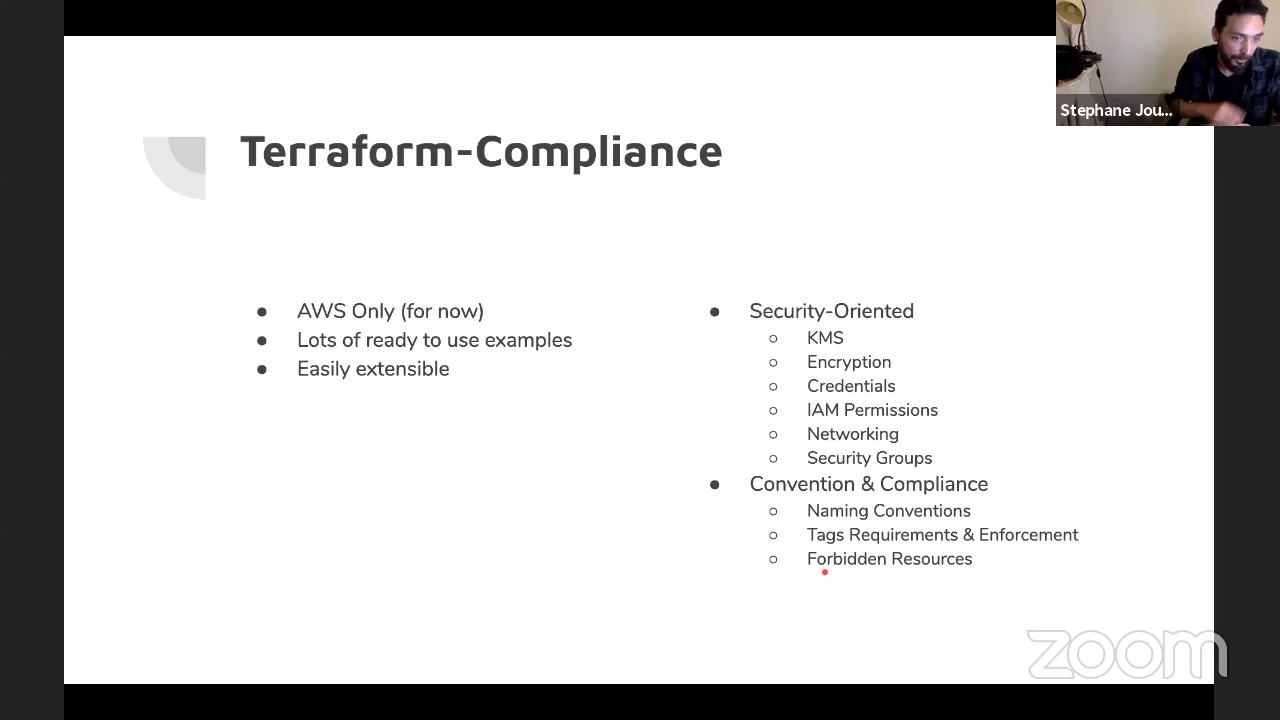 Stephane Jou...
Terraform-Compliance
● AWS Only (for now)
● Lots of ready to use examples
● Easily extensible
● Security-Oriented
○ KMS
○ Encryption
○ Credentials
○ IAM Permissions
○ Networking
○ Security Groups
● Convention & Compliance
○ Naming Conventions
○ Tags Requirements & Enforcement
○ Forbidden Resources
zoom